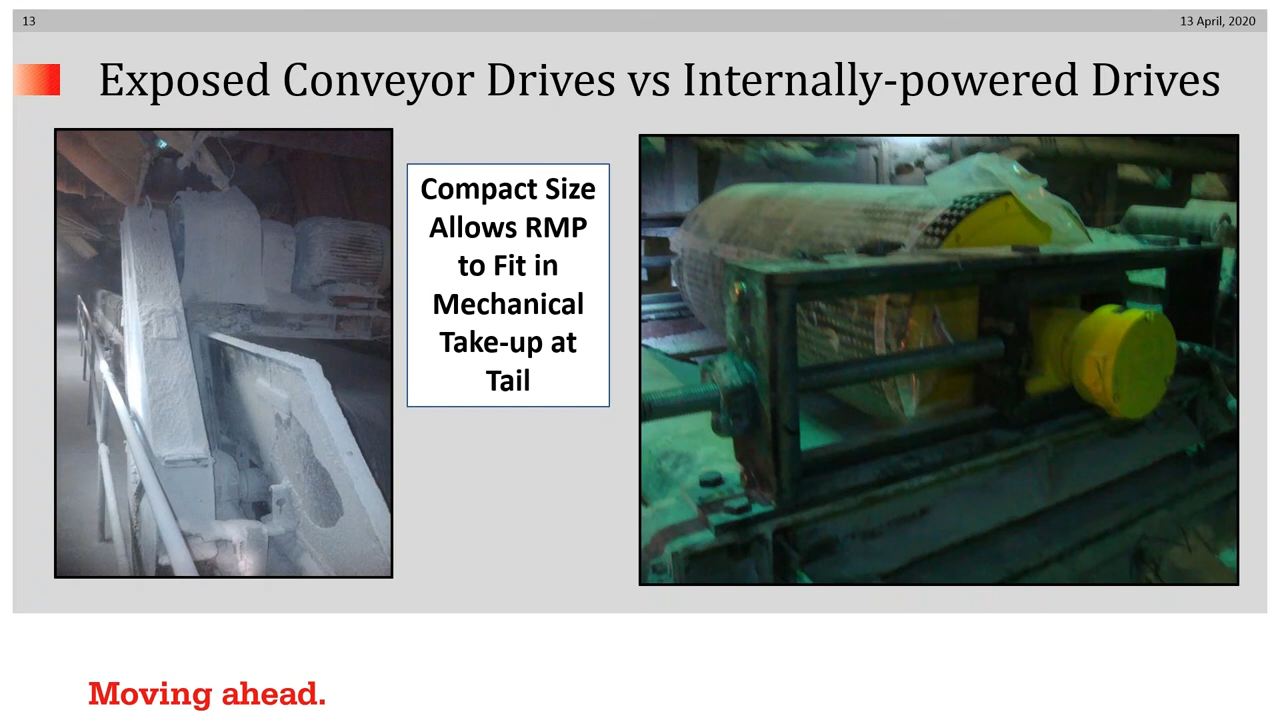 13
13 April, 2020
Exposed Conveyor Drives vs Internally-powered Drives
Compact Size
Allows RMP
to Fit in
Mechanical
Take-up at
Tail
Moving ahead.